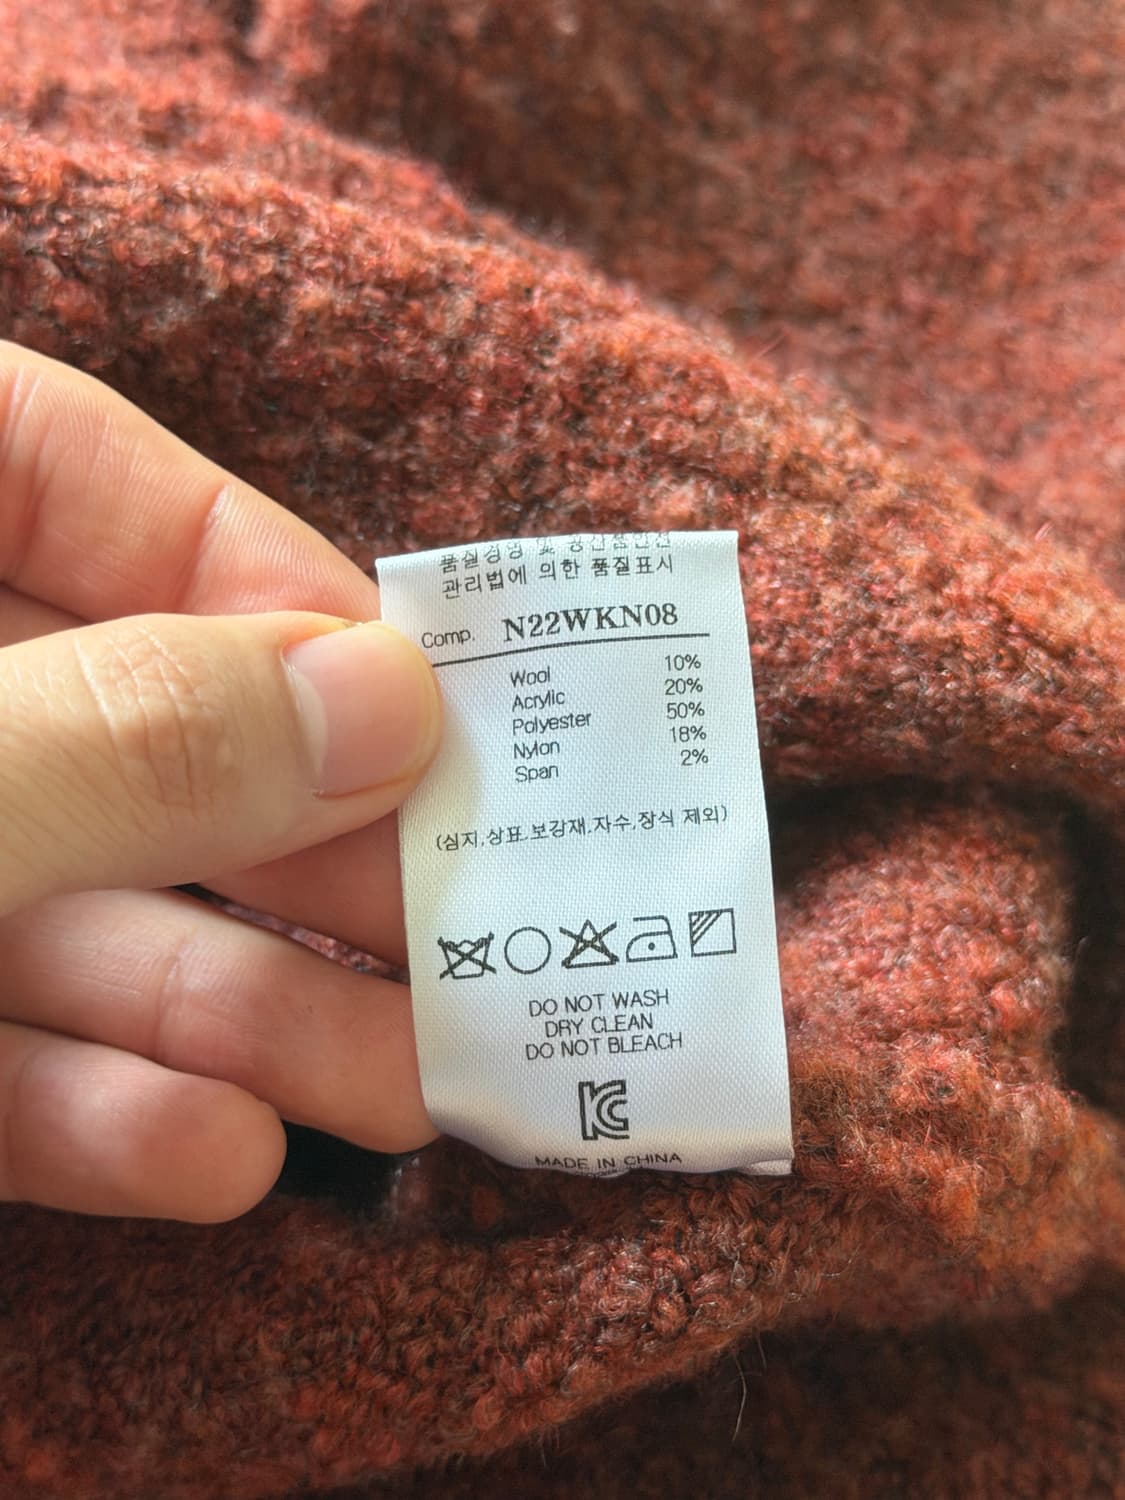 품질경영 및 공산품안전
관리법에 의한 품질표시
Comp. N22WKN08
Wool 10%
Acrylic 20%
Polyester 50%
Nylon 18%
Span 2%
(심지,상표,보강재,자수,장식 제외)
DO NOT WASH
DRY CLEAN
DO NOT BLEACH
KC
MADE IN CHINA